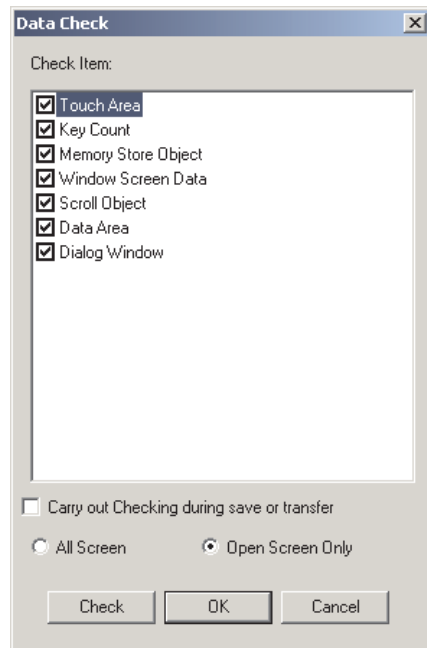 Data Check
Check Item:
Touch Area
Key Count
Memory Store Object
Window Screen Data
Scroll Object
Data Area
Dialog Window
Carry out Checking during save or transfer
All Screen Open Screen Only
Check OK Cancel